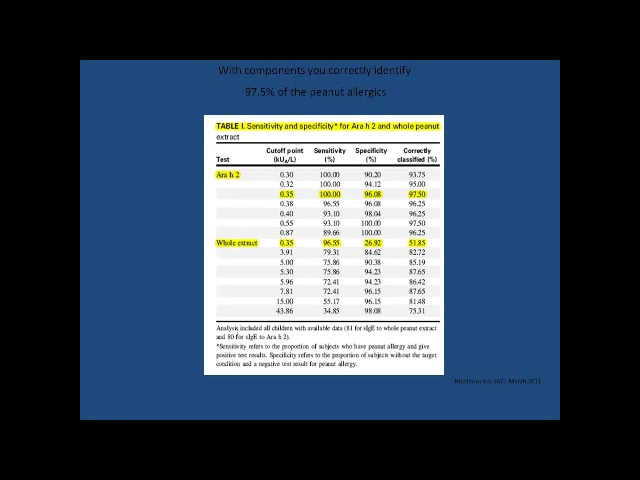 With components you correctly identify
97.5% of the peanut allergics
TABLE I. Sensitivity and specificity* for Ara h 2 and whole peanut
extract
Test Cutoff point (kUA/L) Sensitivity (%) Specificity (%) Correctly classified (%)
Ara h 2 0.30 100.00 90.20 93.75
0.32 100.00 94.12 95.00
0.35 100.00 96.08 97.50
0.38 96.55 96.08 96.25
0.40 93.10 98.04 96.25
0.55 93.10 100.00 97.50
0.87 89.66 100.00 96.25
Whole extract 0.35 96.55 26.92 51.85
3.91 79.31 84.62 82.72
5.00 75.86 90.38 85.19
5.30 75.86 94.23 87.65
5.96 72.41 94.23 86.42
7.81 72.41 96.15 87.65
15.00 55.17 96.15 81.48
43.86 34.85 98.08 75.31
Analysis included all children with available data (81 for sIgE to whole peanut extract
and 80 for sIgE to Ara h 2).
*Sensitivity refers to the proportion of subjects who have peanut allergy and give
positive test results. Specificity refers to the proportion of subjects without the target
condition and a negative test result for peanut allergy.
JACI, March